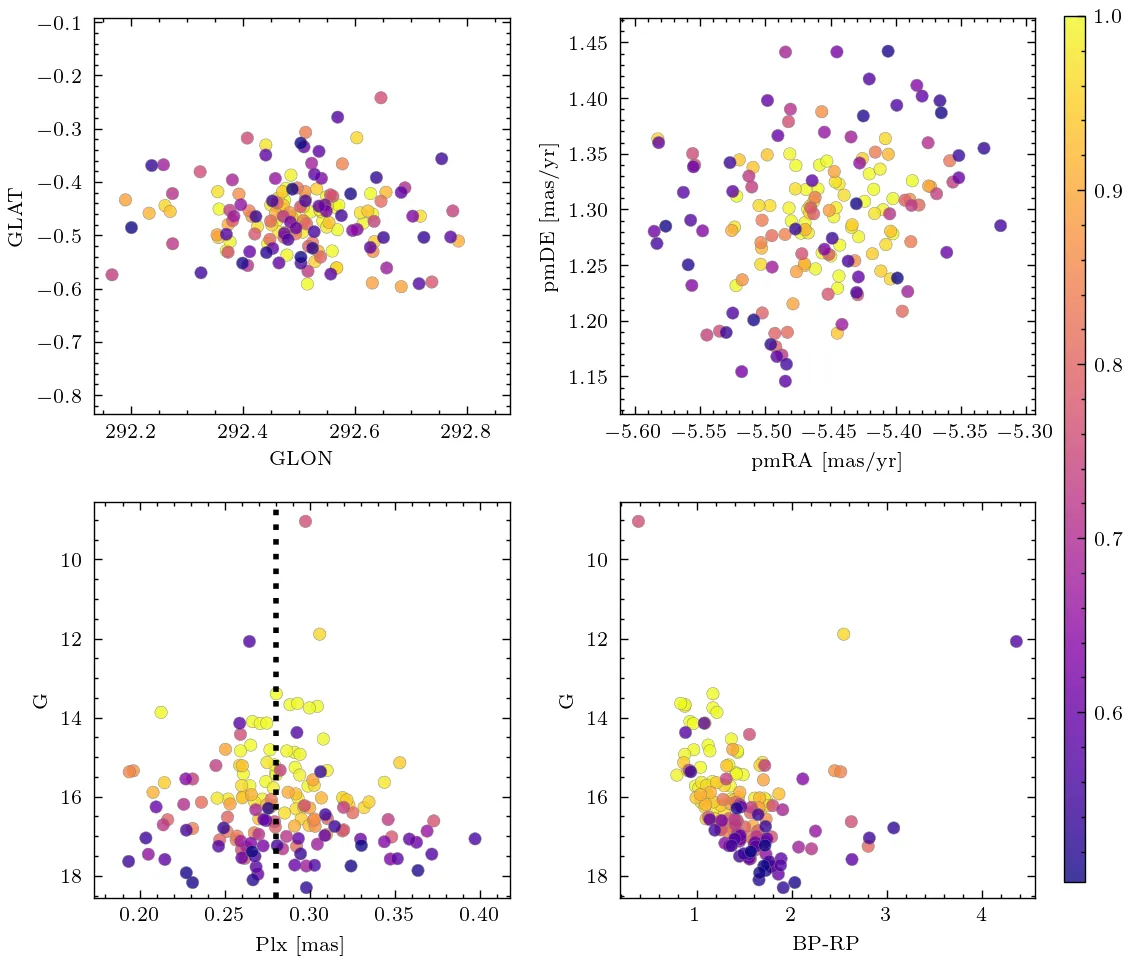 −0.1
−0.2
−0.3
−0.4
−0.5
−0.6
−0.7
−0.8
GLAT
292.2 292.4 292.6 292.8
GLON
1.45
1.40
1.35
1.30
1.25
1.20
1.15
pmDE [mas/yr]
−5.60 −5.55 −5.50 −5.45 −5.40 −5.35 −5.30
pmRA [mas/yr]
1.0
0.9
0.8
0.7
0.6
10
12
14
16
18
G
0.20 0.25 0.30 0.35 0.40
Plx [mas]
10
12
14
16
18
G
1 2 3 4
BP-RP